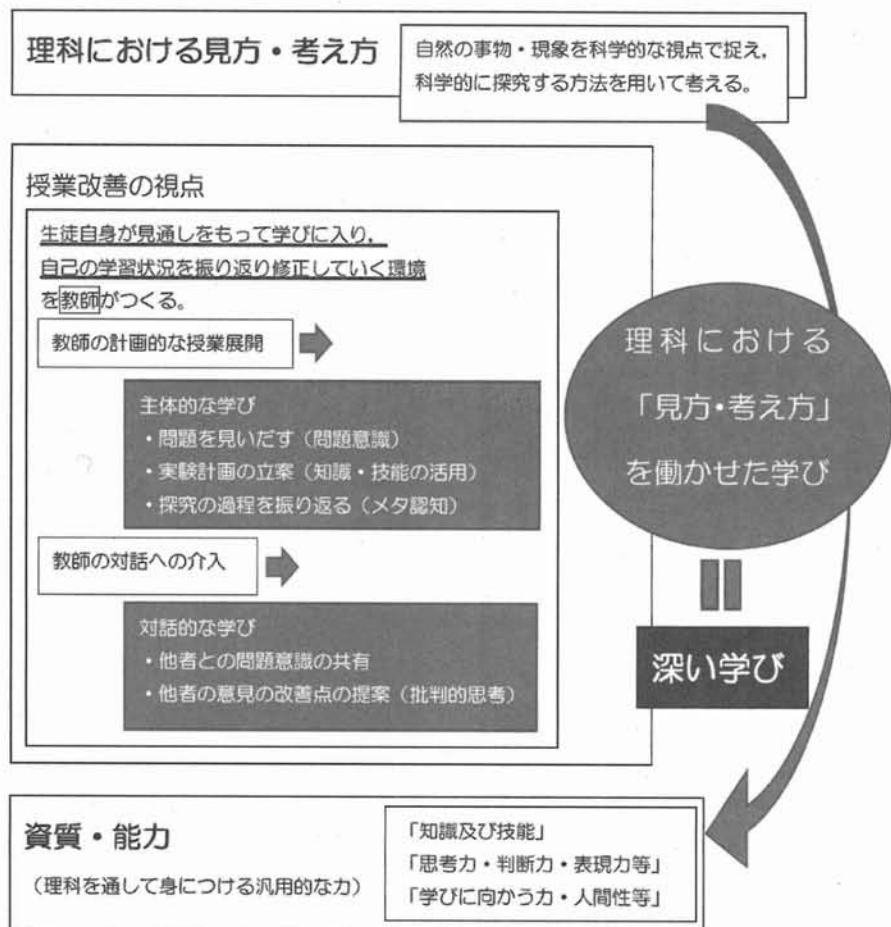 理科における見方・考え方
自然の事物・現象を科学的な視点で捉え，
科学的に探究する方法を用いて考える。
授業改善の視点
生徒自身が見通しをもって学びに入り，
自己の学習状況を振り返り修正していく環境
を教師がつくる。
教師の計画的な授業展開
主体的な学び
・問題を見いだす（問題意識）
・実験計画の立案（知識・技能の活用）
・探究の過程を振り返る（メタ認知）
教師の対話への介入
対話的な学び
・他者との問題意識の共有
・他者の意見の改善点の提案（批判的思考）
理科における
「見方・考え方」
を働かせた学び
深い学び
資質・能力
（理科を通して身につける汎用的な力）
「知識及び技能」
「思考力・判断力・表現力等」
「学びに向かう力・人間性等」